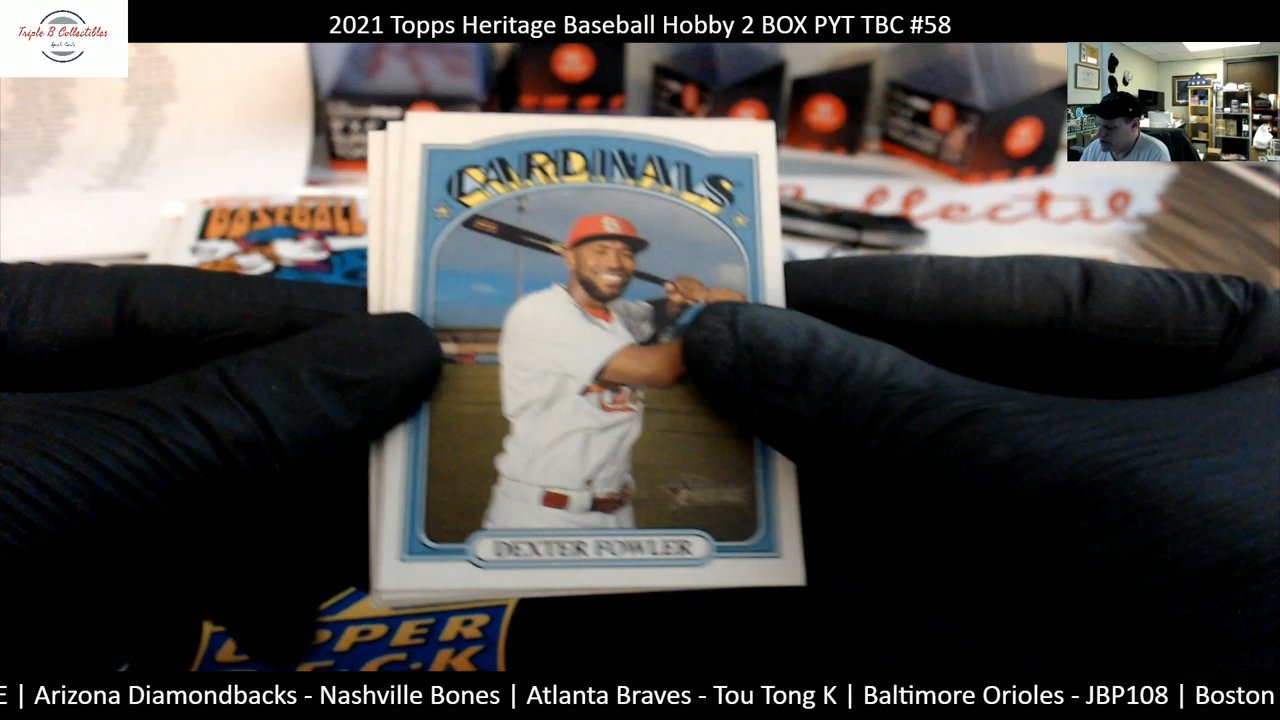 Triple B Collectibles
2021 Topps Heritage Baseball Hobby 2 BOX PYT TBC #58
BASEBALL
CARDINALS
DEXTER FOWLER
UPPER
DECK
E | Arizona Diamondbacks - Nashville Bones | Atlanta Braves - Tou Tong K | Baltimore Orioles - JBP108 | Boston